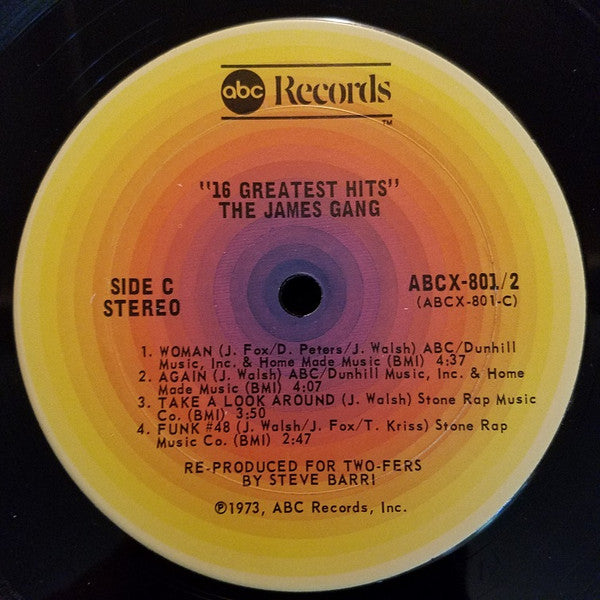 abc Records
TM
"16 GREATEST HITS"
THE JAMES GANG
SIDE C
STEREO
ABCX-801/2
(ABCX-801-C)
1. WOMAN (J. Fox/D. Peters/J. Walsh) ABC/Dunhill
Music, Inc. & Home Made Music (BMI) 4:37
2. AGAIN (J. Walsh) ABC/Dunhill Music, Inc. & Home
Made Music (BMI) 4:07
3. TAKE A LOOK AROUND (J. Walsh) Stone Rap Music
Co. (BMI) 3:50
4. FUNK #48 (J. Walsh/J. Fox/T. Kriss) Stone Rap
Music Co. (BMI) 2:47
RE-PRODUCED FOR TWO-FERS
BY STEVE BARRI
℗1973, ABC Records, Inc.